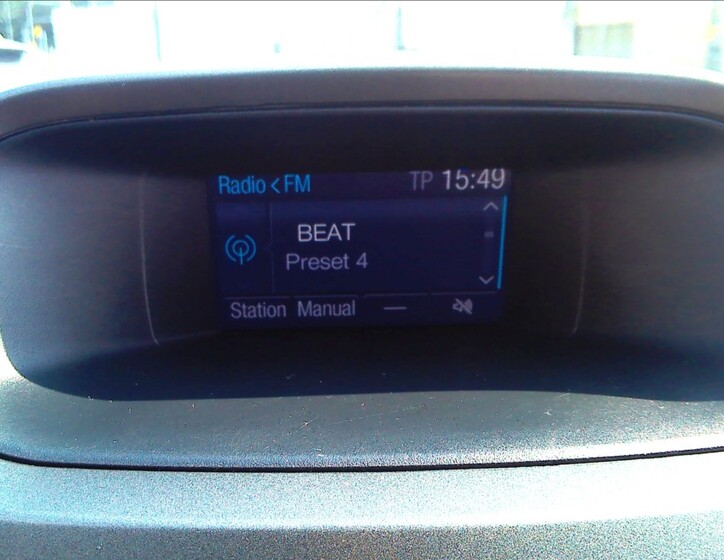 Radio < FM TP 15:49
BEAT
Preset 4
Station Manual —